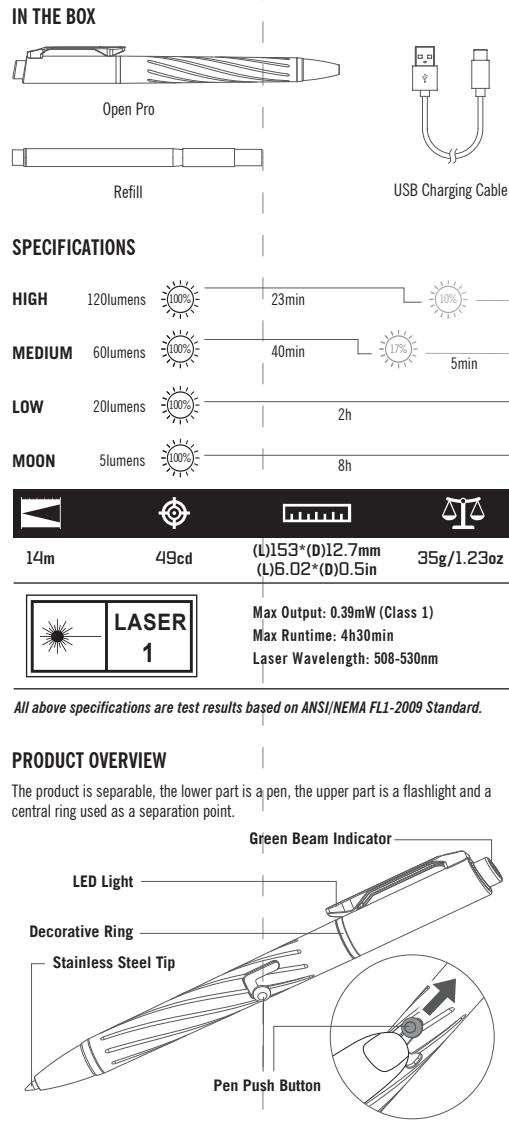 IN THE BOX
Open Pro
Refill
USB Charging Cable
SPECIFICATIONS
HIGH 120lumens 100% 23min 10%
MEDIUM 60lumens 100% 40min 17% 5min
LOW 20lumens 100% 2h
MOON 5lumens 100% 8h
14m 49cd (L)153*(D)12.7mm 35g/1.23oz
(L)6.02*(D)0.5in
LASER
1
Max Output: 0.39mW (Class 1)
Max Runtime: 4h30min
Laser Wavelength: 508-530nm
All above specifications are test results based on ANSI/NEMA FL1-2009 Standard.
PRODUCT OVERVIEW
The product is separable, the lower part is a pen, the upper part is a flashlight and a
central ring used as a separation point.
Green Beam Indicator
LED Light
Decorative Ring
Stainless Steel Tip
Pen Push Button